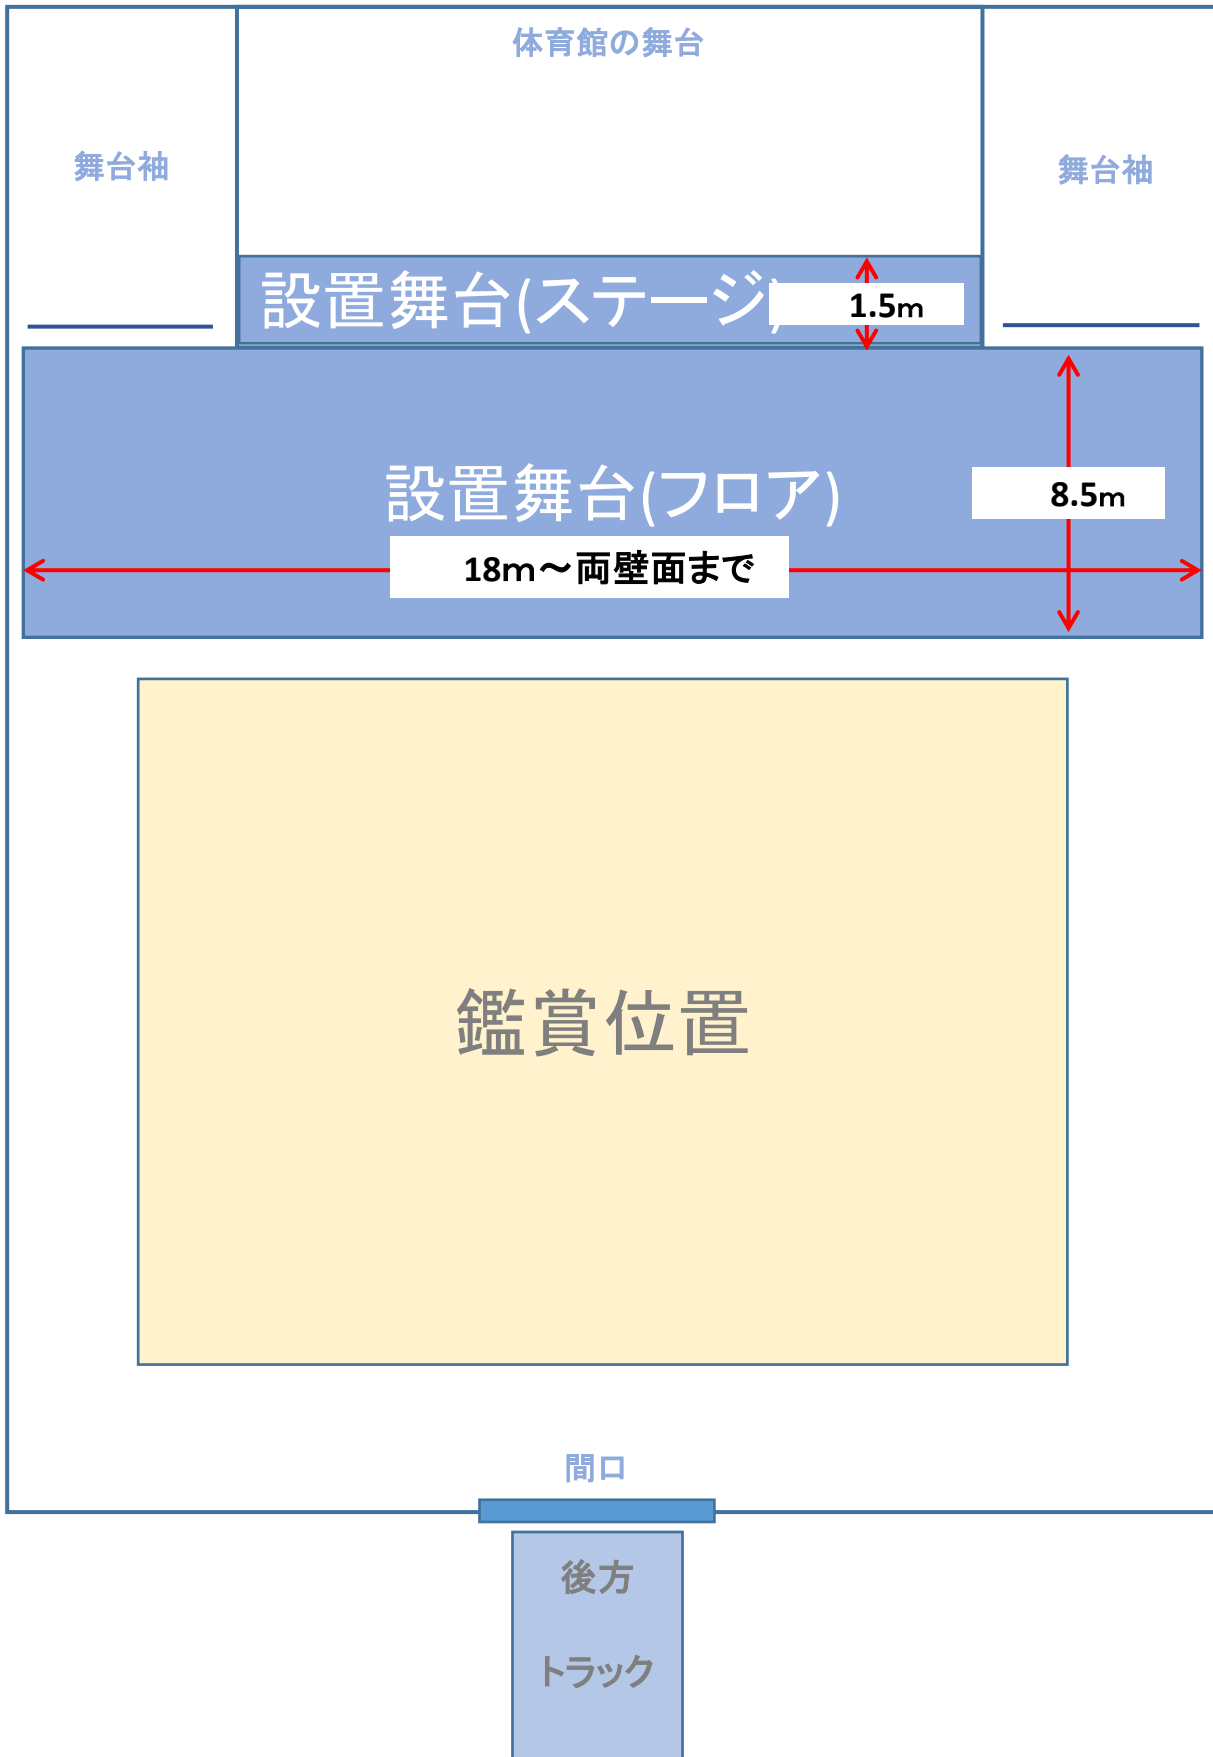 体育館の舞台
舞台袖
舞台袖
設置舞台(ステージ)
1.5m
設置舞台(フロア)
8.5m
18m～両壁面まで
鑑賞位置
間口
後方
トラック